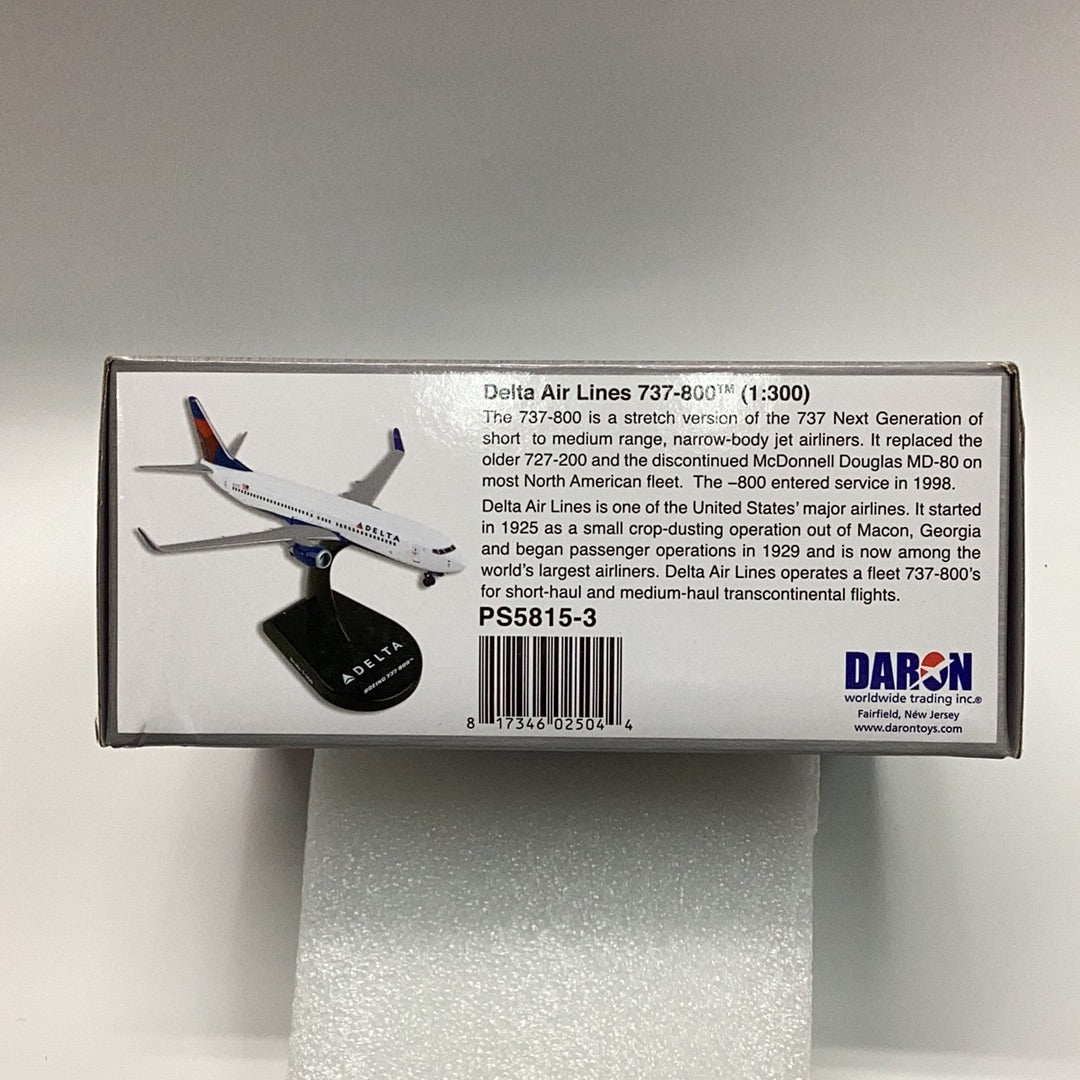 Delta Air Lines 737-800™ (1:300)
The 737-800 is a stretch version of the 737 Next Generation of
short to medium range, narrow-body jet airliners. It replaced the
older 727-200 and the discontinued McDonnell Douglas MD-80 on
most North American fleet. The –800 entered service in 1998.
Delta Air Lines is one of the United States' major airlines. It started
in 1925 as a small crop-dusting operation out of Macon, Georgia
and began passenger operations in 1929 and is now among the
world's largest airliners. Delta Air Lines operates a fleet 737-800's
for short-haul and medium-haul transcontinental flights.
PS5815-3
8 17346 02504 4
DARON
worldwide trading inc.®
Fairfield, New Jersey
www.darontoys.com
DELTA
DELTA
BOEING 737-800™